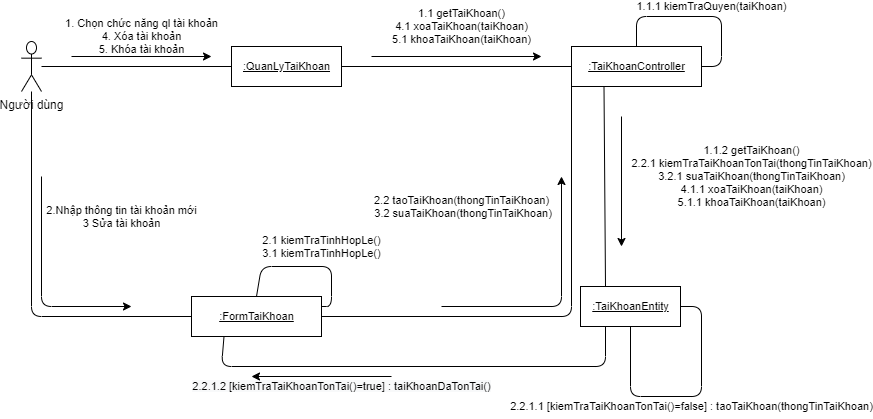 1. Chọn chức năng ql tài khoản
4. Xóa tài khoản
5. Khóa tài khoản
1.1 getTaiKhoan()
4.1 xoaTaiKhoan(taiKhoan)
5.1 khoaTaiKhoan(taiKhoan)
1.1.1 kiemTraQuyen(taiKhoan)
:QuanLyTaiKhoan
:TaiKhoanController
Người dùng
1.1.2 getTaiKhoan()
2.2.1 kiemTraTaiKhoanTonTai(thongTinTaiKhoan)
3.2.1 suaTaiKhoan(thongTinTaiKhoan)
4.1.1 xoaTaiKhoan(taiKhoan)
5.1.1 khoaTaiKhoan(taiKhoan)
2.Nhập thông tin tài khoản mới
3 Sửa tài khoản
2.2 taoTaiKhoan(thongTinTaiKhoan)
3.2 suaTaiKhoan(thongTinTaiKhoan)
2.1 kiemTraTinhHopLe()
3.1 kiemTraTinhHopLe()
:FormTaiKhoan
:TaiKhoanEntity
2.2.1.2 [kiemTraTaiKhoanTonTai()=true] : taiKhoanDaTonTai()
2.2.1.1 [kiemTraTaiKhoanTonTai()=false] : taoTaiKhoan(thongTinTaiKhoan)